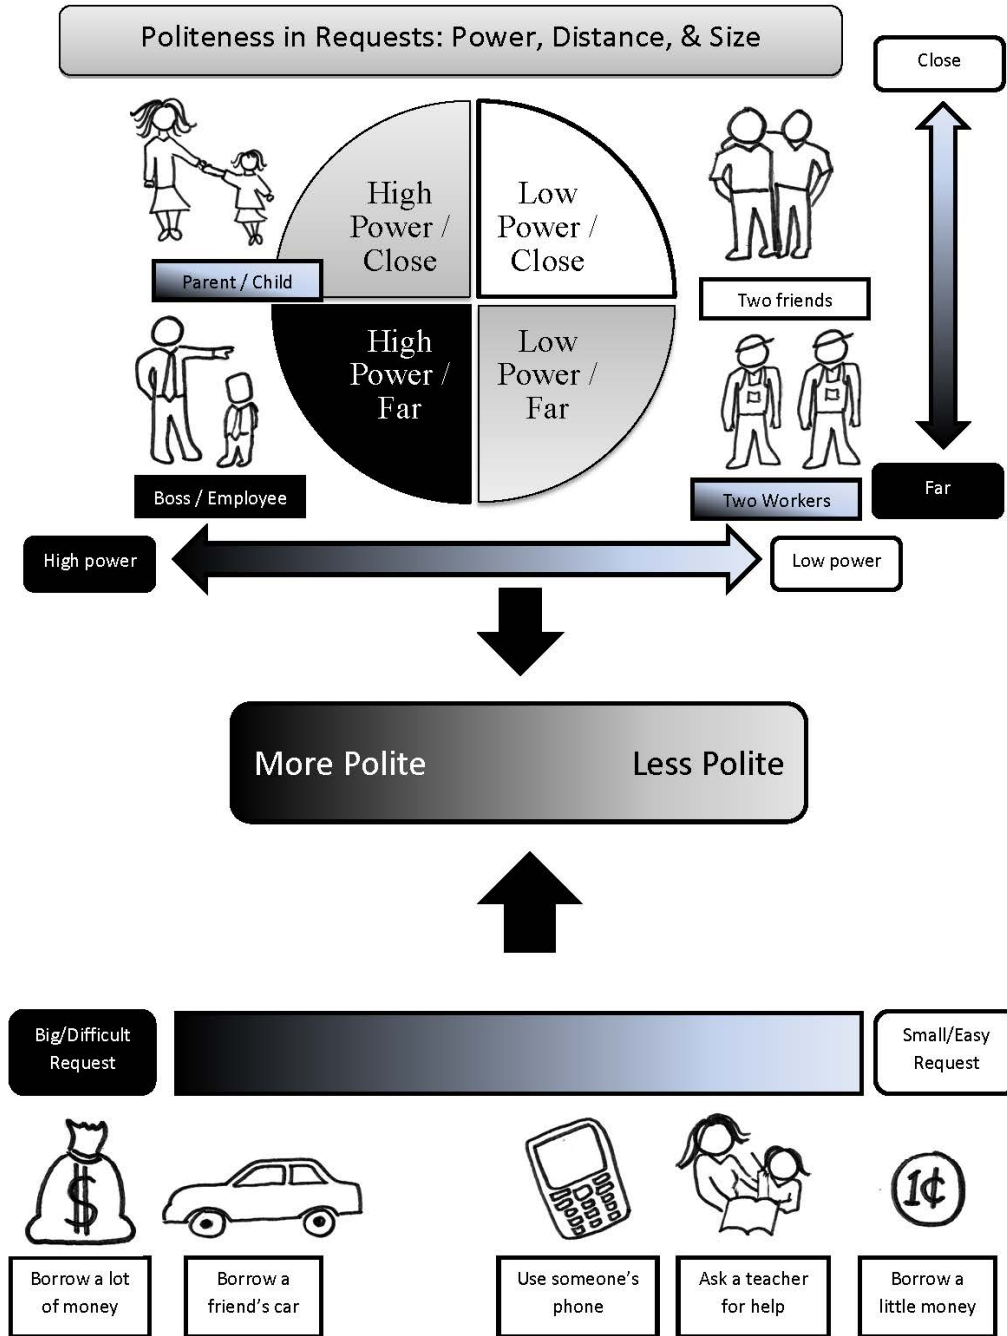 Politeness in Requests: Power, Distance, & Size
Close
High
Power /
Close
Low
Power /
Close
Parent / Child
Two friends
High
Power /
Far
Low
Power /
Far
Boss / Employee
Two Workers
Far
High power
Low power
More Polite
Less Polite
Big/Difficult
Request
Small/Easy
Request
$
1¢
Borrow a lot
of money
Borrow a
friend's car
Use someone's
phone
Ask a teacher
for help
Borrow a
little money